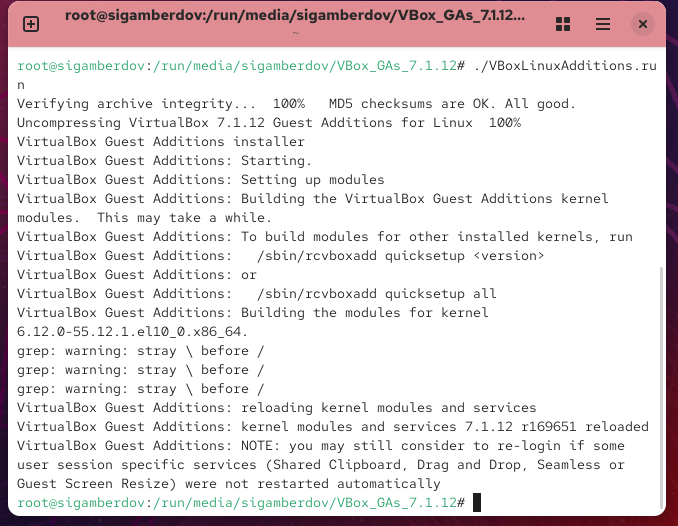 root@sigamberdov:/run/media/sigamberdov/VBox_GAs_7.1.12...
~
root@sigamberdov:/run/media/sigamberdov/VBox_GAs_7.1.12# ./VBoxLinuxAdditions.ru
n
Verifying archive integrity...  100%   MD5 checksums are OK. All good.
Uncompressing VirtualBox 7.1.12 Guest Additions for Linux  100%
VirtualBox Guest Additions installer
VirtualBox Guest Additions: Starting.
VirtualBox Guest Additions: Setting up modules
VirtualBox Guest Additions: Building the VirtualBox Guest Additions kernel
modules.  This may take a while.
VirtualBox Guest Additions: To build modules for other installed kernels, run
VirtualBox Guest Additions:   /sbin/rcvboxadd quicksetup <version>
VirtualBox Guest Additions: or
VirtualBox Guest Additions:   /sbin/rcvboxadd quicksetup all
VirtualBox Guest Additions: Building the modules for kernel
6.12.0-55.12.1.el10_0.x86_64.
grep: warning: stray \ before /
grep: warning: stray \ before /
grep: warning: stray \ before /
VirtualBox Guest Additions: reloading kernel modules and services
VirtualBox Guest Additions: kernel modules and services 7.1.12 r169651 reloaded
VirtualBox Guest Additions: NOTE: you may still consider to re-login if some
user session specific services (Shared Clipboard, Drag and Drop, Seamless or
Guest Screen Resize) were not restarted automatically
root@sigamberdov:/run/media/sigamberdov/VBox_GAs_7.1.12#